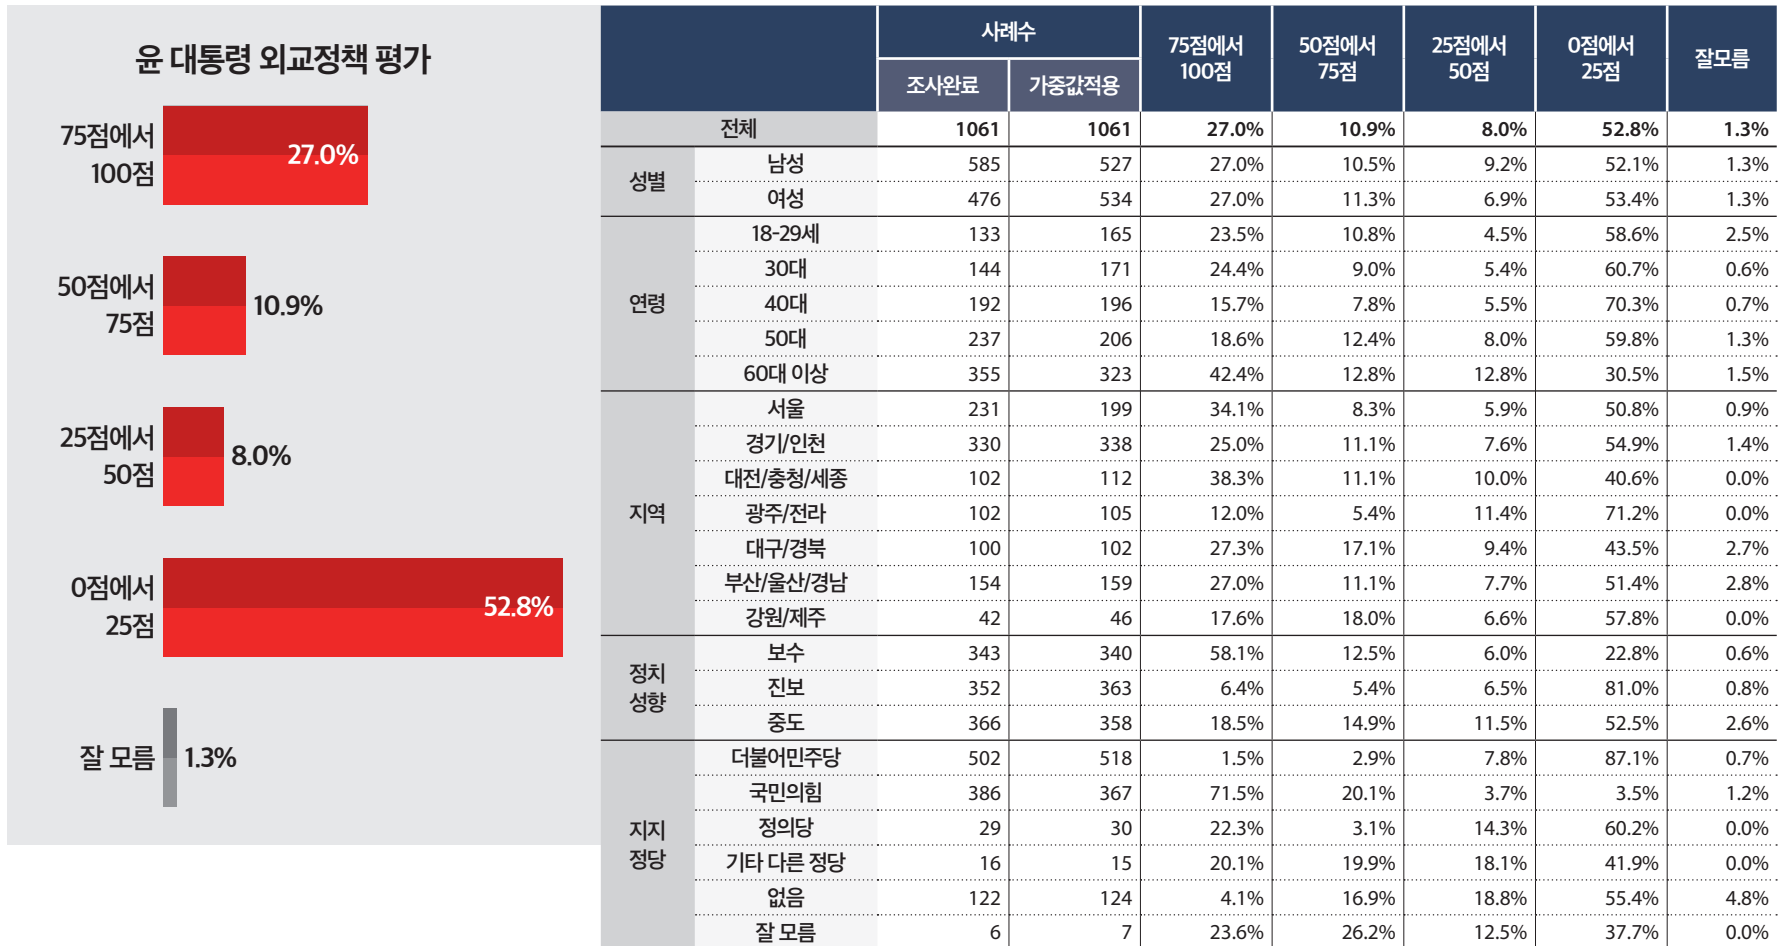 윤 대통령 외교정책 평가
75점에서
100점
27.0%
50점에서
75점
10.9%
25점에서
50점
8.0%
0점에서
25점
52.8%
잘 모름
1.3%
사례수
75점에서
100점
50점에서
75점
25점에서
50점
0점에서
25점
잘모름
조사완료 가중값적용
전체 1061 1061 27.0% 10.9% 8.0% 52.8% 1.3%
성별
남성 585 527 27.0% 10.5% 9.2% 52.1% 1.3%
여성 476 534 27.0% 11.3% 6.9% 53.4% 1.3%
연령
18-29세 133 165 23.5% 10.8% 4.5% 58.6% 2.5%
30대 144 171 24.4% 9.0% 5.4% 60.7% 0.6%
40대 192 196 15.7% 7.8% 5.5% 70.3% 0.7%
50대 237 206 18.6% 12.4% 8.0% 59.8% 1.3%
60대 이상 355 323 42.4% 12.8% 12.8% 30.5% 1.5%
지역
서울 231 199 34.1% 8.3% 5.9% 50.8% 0.9%
경기/인천 330 338 25.0% 11.1% 7.6% 54.9% 1.4%
대전/충청/세종 102 112 38.3% 11.1% 10.0% 40.6% 0.0%
광주/전라 102 105 12.0% 5.4% 11.4% 71.2% 0.0%
대구/경북 100 102 27.3% 17.1% 9.4% 43.5% 2.7%
부산/울산/경남 154 159 27.0% 11.1% 7.7% 51.4% 2.8%
강원/제주 42 46 17.6% 18.0% 6.6% 57.8% 0.0%
정치
성향
보수 343 340 58.1% 12.5% 6.0% 22.8% 0.6%
진보 352 363 6.4% 5.4% 6.5% 81.0% 0.8%
중도 366 358 18.5% 14.9% 11.5% 52.5% 2.6%
지지
정당
더불어민주당 502 518 1.5% 2.9% 7.8% 87.1% 0.7%
국민의힘 386 367 71.5% 20.1% 3.7% 3.5% 1.2%
정의당 29 30 22.3% 3.1% 14.3% 60.2% 0.0%
기타 다른 정당 16 15 20.1% 19.9% 18.1% 41.9% 0.0%
없음 122 124 4.1% 16.9% 18.8% 55.4% 4.8%
잘 모름 6 7 23.6% 26.2% 12.5% 37.7% 0.0%